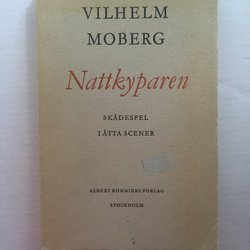 VILHELM
MOBERG
Nattkyparen
SKÅDESPEL
I ÅTTA SCENER
ALBERT BONNIERS FÖRLAG
STOCKHOLM